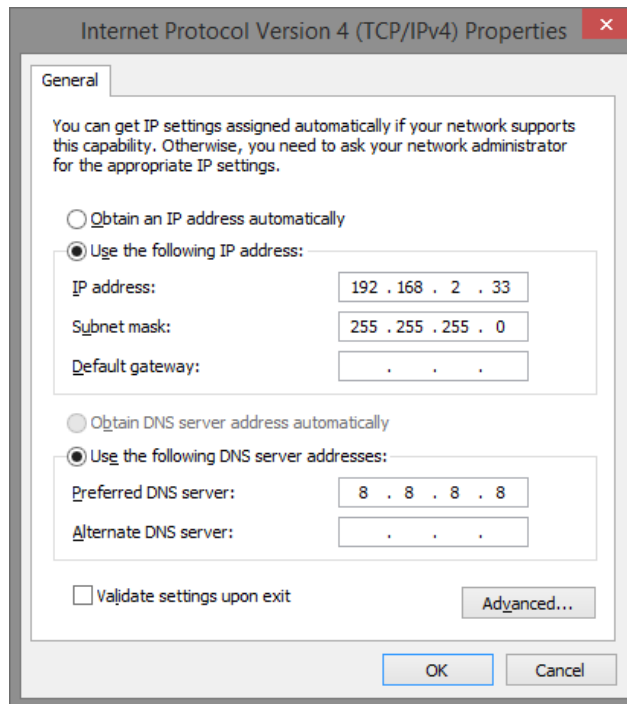 Internet Protocol Version 4 (TCP/IPv4) Properties
General
You can get IP settings assigned automatically if your network supports
this capability. Otherwise, you need to ask your network administrator
for the appropriate IP settings.
Obtain an IP address automatically
Use the following IP address:
IP address: 192 . 168 . 2 . 33
Subnet mask: 255 . 255 . 255 . 0
Default gateway: . . .
Obtain DNS server address automatically
Use the following DNS server addresses:
Preferred DNS server: 8 . 8 . 8 . 8
Alternate DNS server: . . .
Validate settings upon exit
Advanced...
OK Cancel